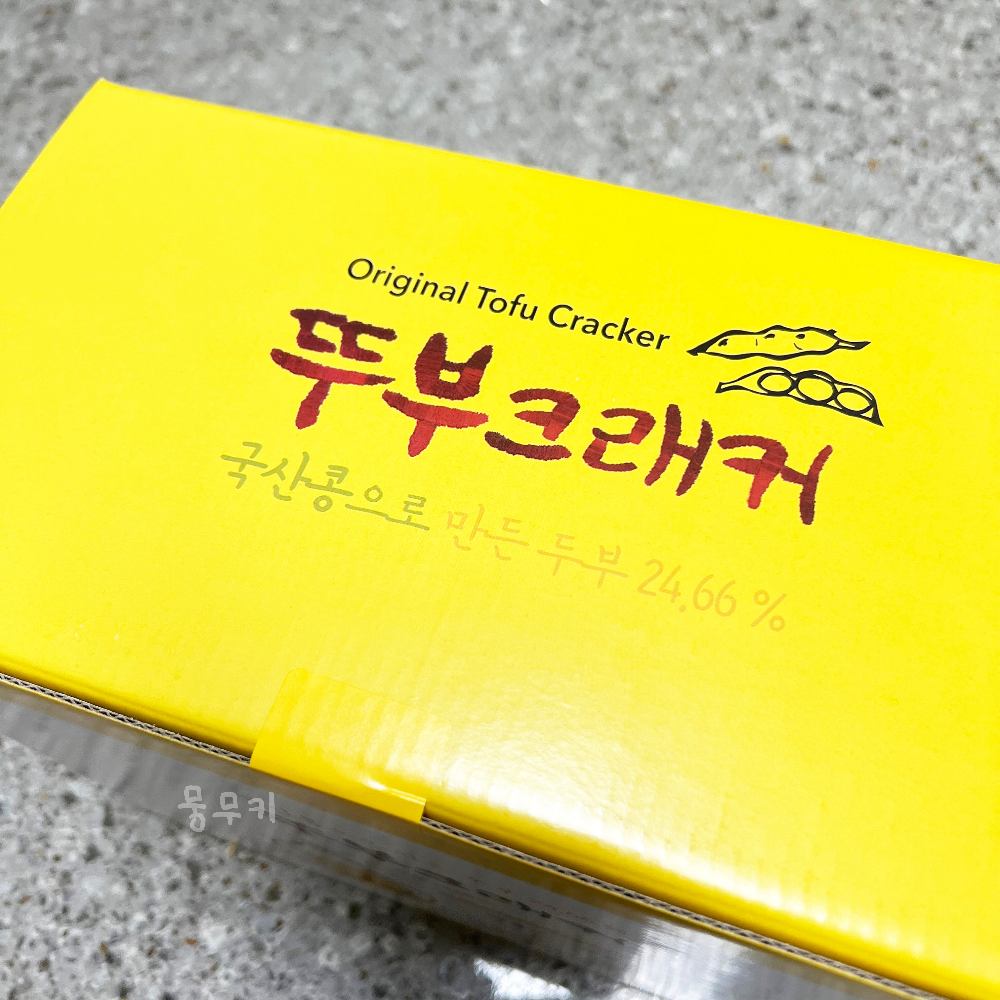 Original Tofu Cracker
뚜부크래커
국산콩으로 만든 두부 24.66 %
뭉무키